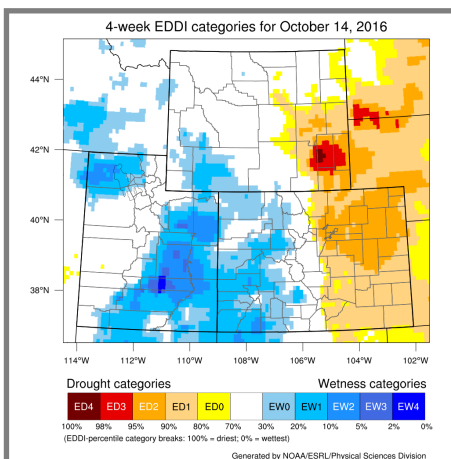 4-week EDDI categories for October 14, 2016
44°N
42°N
40°N
38°N
114°W 112°W 110°W 108°W 106°W 104°W 102°W
Drought categories Wetness categories
ED4 ED3 ED2 ED1 ED0 EW0 EW1 EW2 EW3 EW4
100% 98% 95% 90% 80% 70% 30% 20% 10% 5% 2% 0%
(EDDI-percentile category breaks: 100% = driest; 0% = wettest)
Generated by NOAA/ESRL/Physical Sciences Division